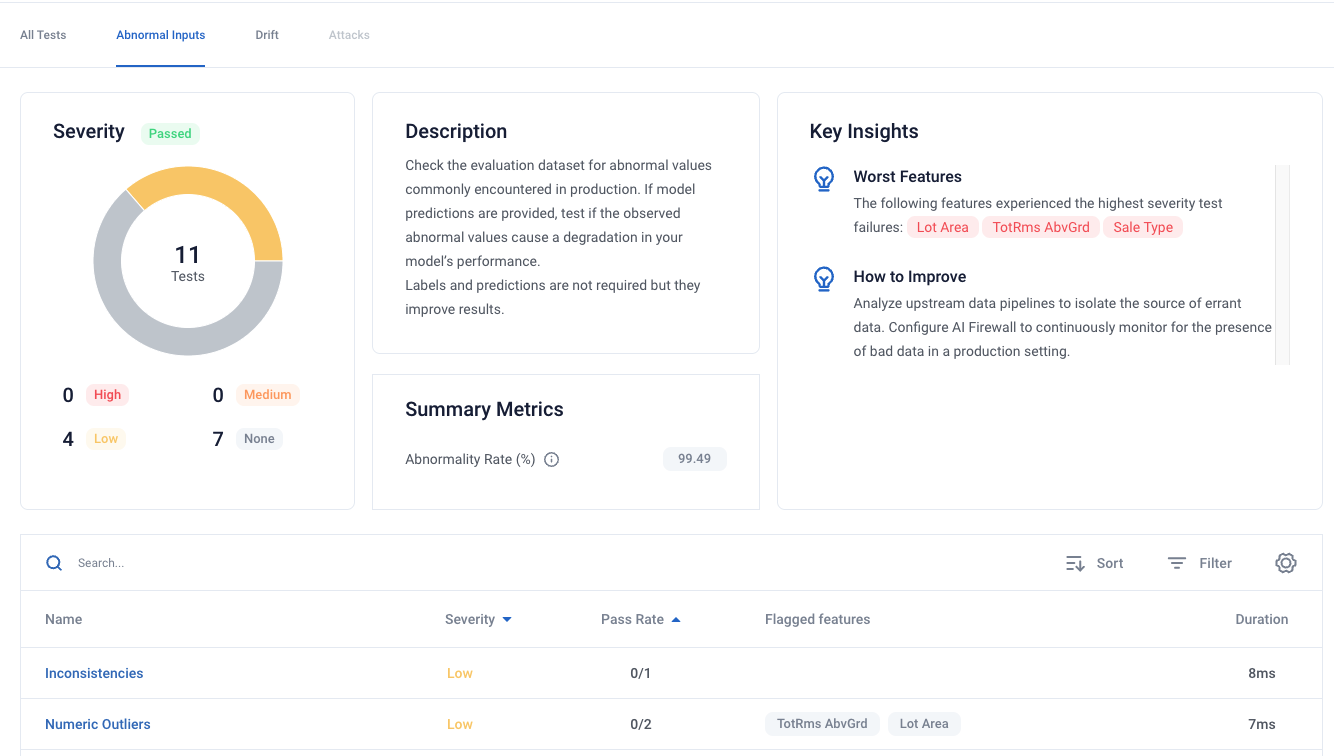 All Tests Abnormal Inputs Drift Attacks
Severity Passed
11
Tests
0 High 0 Medium
4 Low 7 None
Description
Check the evaluation dataset for abnormal values
commonly encountered in production. If model
predictions are provided, test if the observed
abnormal values cause a degradation in your
model’s performance.
Labels and predictions are not required but they
improve results.
Summary Metrics
Abnormality Rate (%) 99.49
Key Insights
Worst Features
The following features experienced the highest severity test
failures: Lot Area TotRms AbvGrd Sale Type
How to Improve
Analyze upstream data pipelines to isolate the source of errant
data. Configure AI Firewall to continuously monitor for the presence
of bad data in a production setting.
Search... Sort Filter
Name Severity Pass Rate Flagged features Duration
Inconsistencies Low 0/1 8ms
Numeric Outliers Low 0/2 TotRms AbvGrd Lot Area 7ms